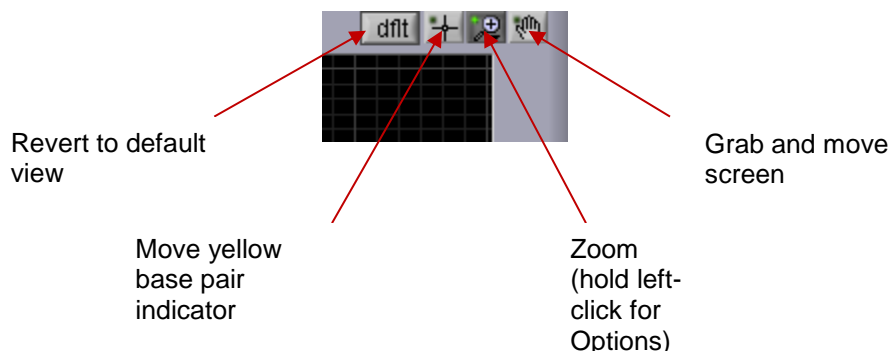 dflt
Revert to default
view
Grab and move
screen
Move yellow
base pair
indicator
Zoom
(hold left-
click for
Options)